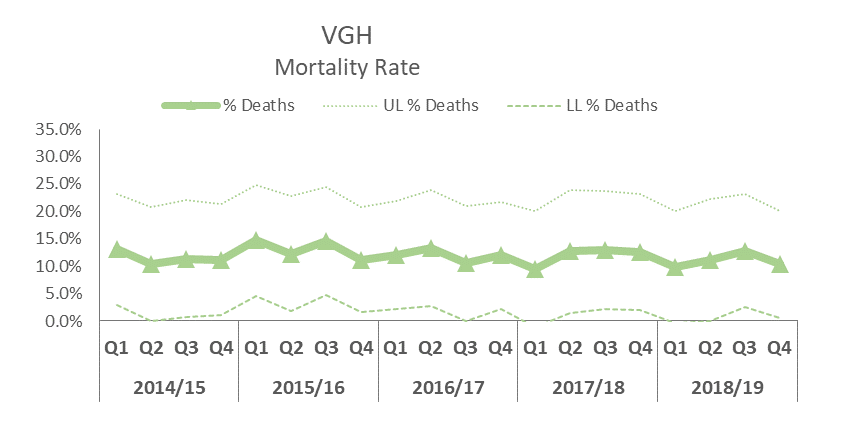 VGH
Mortality Rate
% Deaths UL % Deaths LL % Deaths
35.0%
30.0%
25.0%
20.0%
15.0%
10.0%
5.0%
0.0%
Q1 Q2 Q3 Q4 Q1 Q2 Q3 Q4 Q1 Q2 Q3 Q4 Q1 Q2 Q3 Q4 Q1 Q2 Q3 Q4
2014/15 2015/16 2016/17 2017/18 2018/19